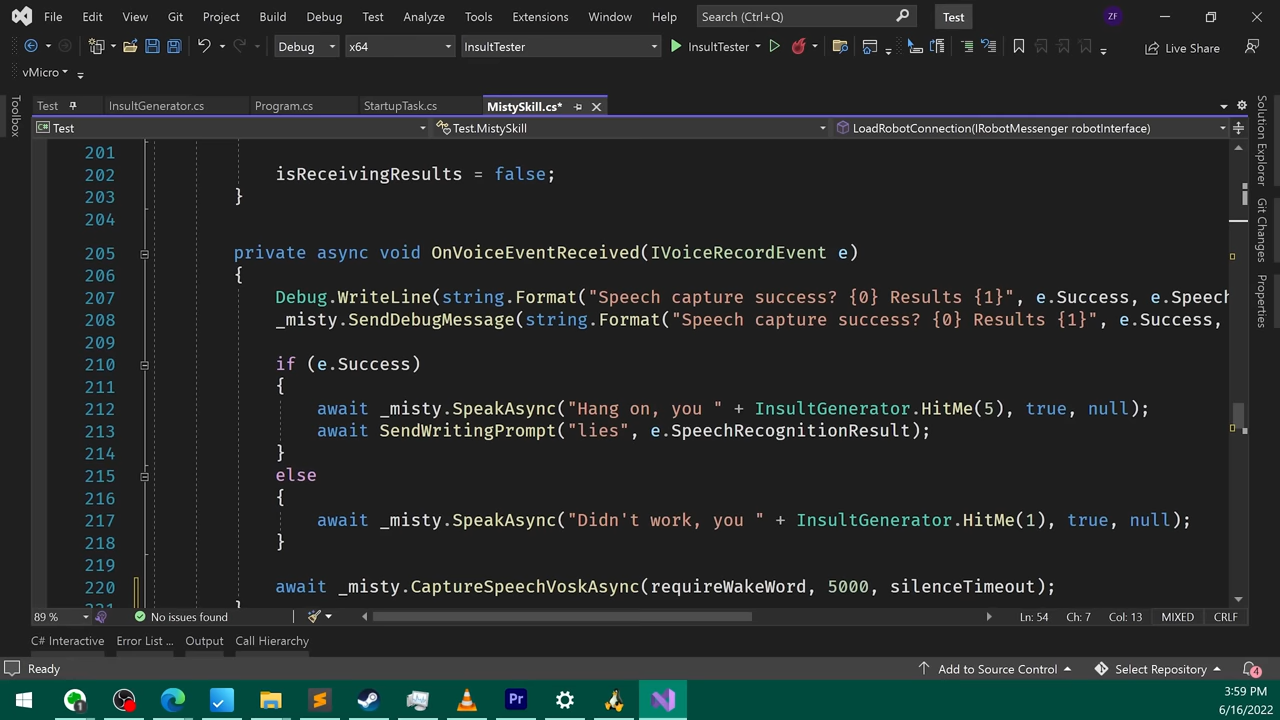 File Edit View Git Project Build Debug Test Analyze Tools Extensions Window Help Search (Ctrl+Q) Test ZF
Debug x64 InsultTester InsultTester Live Share
vMicro
Test InsultGenerator.cs Program.cs StartupTask.cs MistySkill.cs*
Test Test.MistySkill LoadRobotConnection(IRobotMessenger robotInterface)
Toolbox
201
202 isReceivingResults = false;
203 }
204
205 private async void OnVoiceEventReceived(IVoiceRecordEvent e)
206 {
207 Debug.WriteLine(string.Format("Speech capture success? {0} Results {1}", e.Success, e.Speech
208 _misty.SendDebugMessage(string.Format("Speech capture success? {0} Results {1}", e.Success,
209
210 if (e.Success)
211 {
212 await _misty.SpeakAsync("Hang on, you " + InsultGenerator.HitMe(5), true, null);
213 await SendWritingPrompt("lies", e.SpeechRecognitionResult);
214 }
215 else
216 {
217 await _misty.SpeakAsync("Didn't work, you " + InsultGenerator.HitMe(1), true, null);
218 }
219
220 await _misty.CaptureSpeechVoskAsync(requireWakeWord, 5000, silenceTimeout);
Solution Explorer
Git Changes
Properties
89 % No issues found Ln: 54 Ch: 7 Col: 13 MIXED CRLF
C# Interactive Error List ... Output Call Hierarchy
Ready Add to Source Control Select Repository 4
3:59 PM
6/16/2022